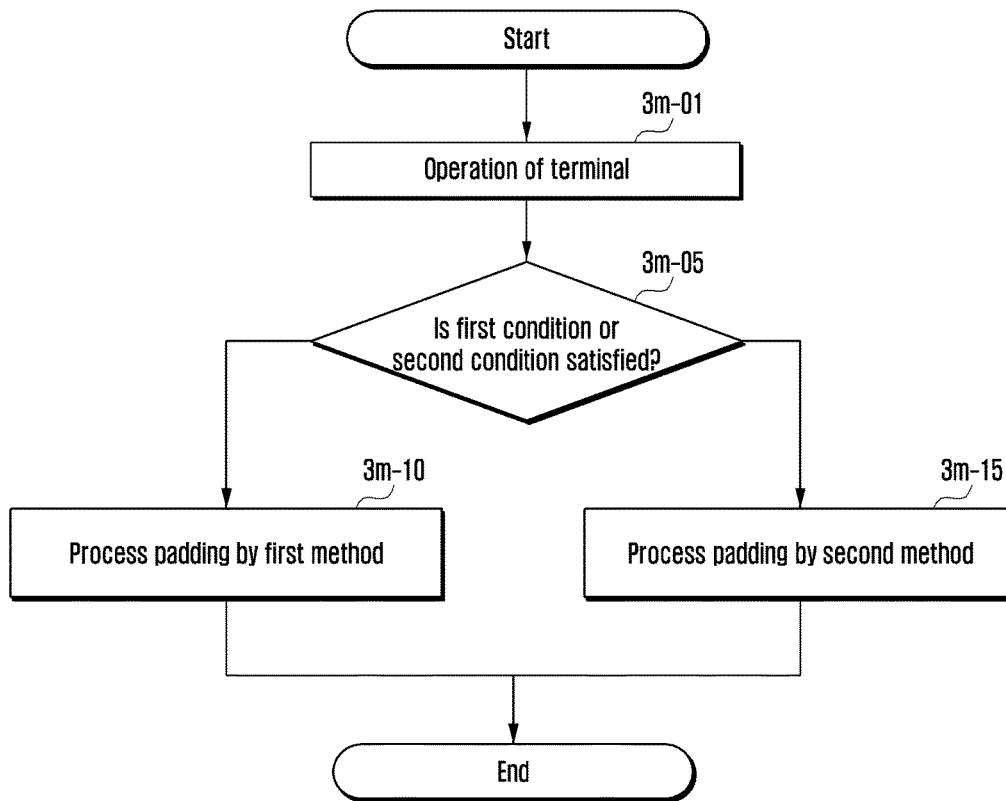 Start
3m-01
Operation of terminal
3m-05
Is first condition or
second condition satisfied?
3m-10
Process padding by first method
3m-15
Process padding by second method
End